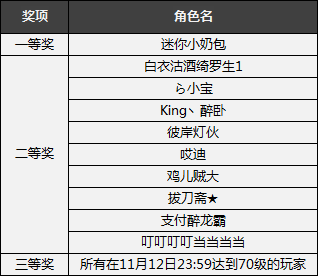 奖项 角色名
一等奖 迷你小奶包
二等奖 白衣沽酒绮罗生1
ら小宝
King丶醉卧
彼岸灯伙
哎迪
鸡儿贼大
拔刀斋★
支付醉龙霸
叮叮叮叮当当当当
三等奖 所有在11月12日23:59达到70级的玩家